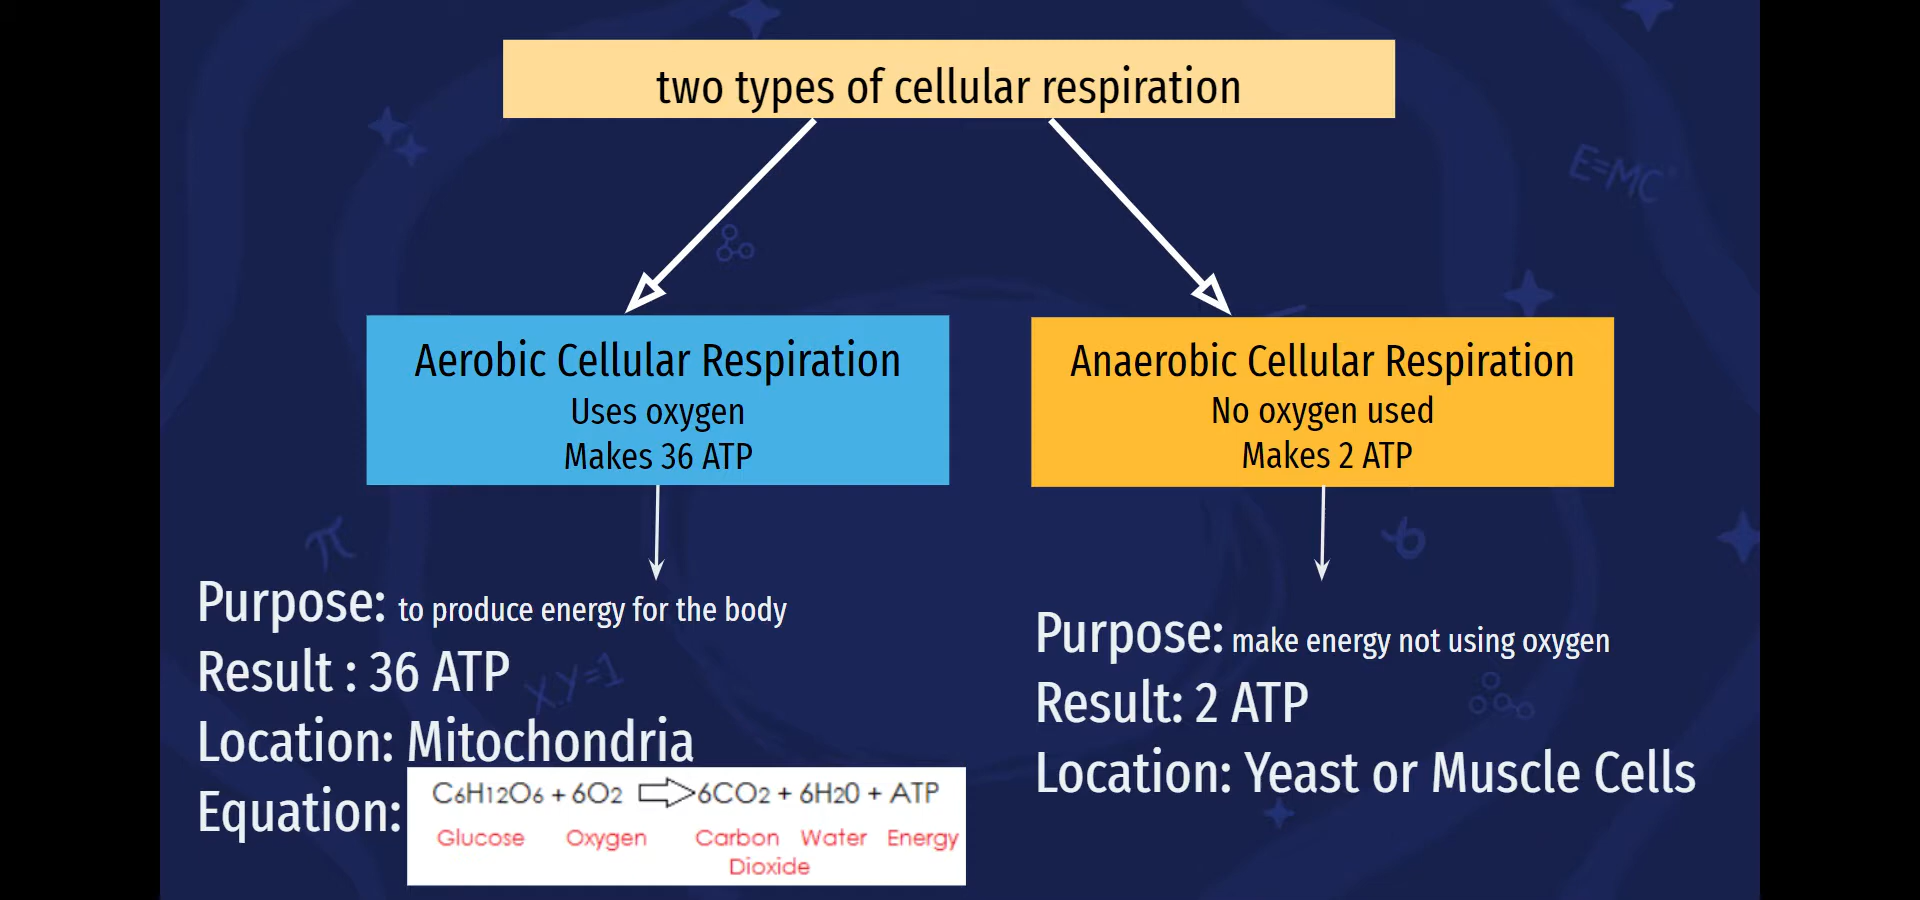 two types of cellular respiration
Aerobic Cellular Respiration
Uses oxygen
Makes 36 ATP
Anaerobic Cellular Respiration
No oxygen used
Makes 2 ATP
Purpose: to produce energy for the body
Result : 36 ATP
Location: Mitochondria
Equation:
C6H12O6 + 6O2 ⇨ 6CO2 + 6H20 + ATP
Glucose Oxygen Carbon Water Energy
Dioxide
Purpose: make energy not using oxygen
Result: 2 ATP
Location: Yeast or Muscle Cells
E=MC²
π
X.Y=1